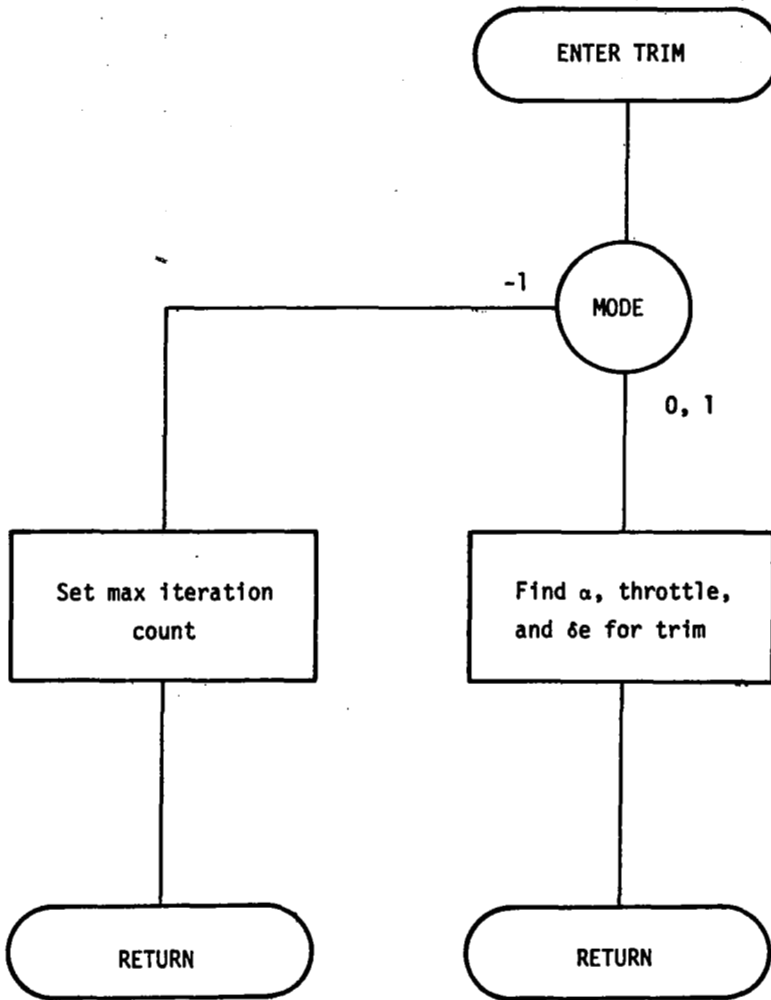 ENTER TRIM
-1
MODE
0, 1
Set max iteration
count
Find α, throttle,
and δe for trim
RETURN
RETURN